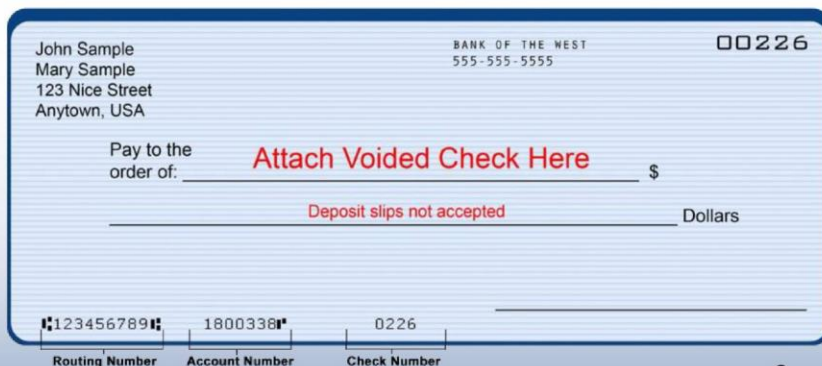 John Sample
Mary Sample
123 Nice Street
Anytown, USA
BANK OF THE WEST
555-555-5555
00226
Pay to the
order of: Attach Voided Check Here $
Deposit slips not accepted Dollars
⑆123456789⑆ 1800338⑈ 0226
Routing Number Account Number Check Number